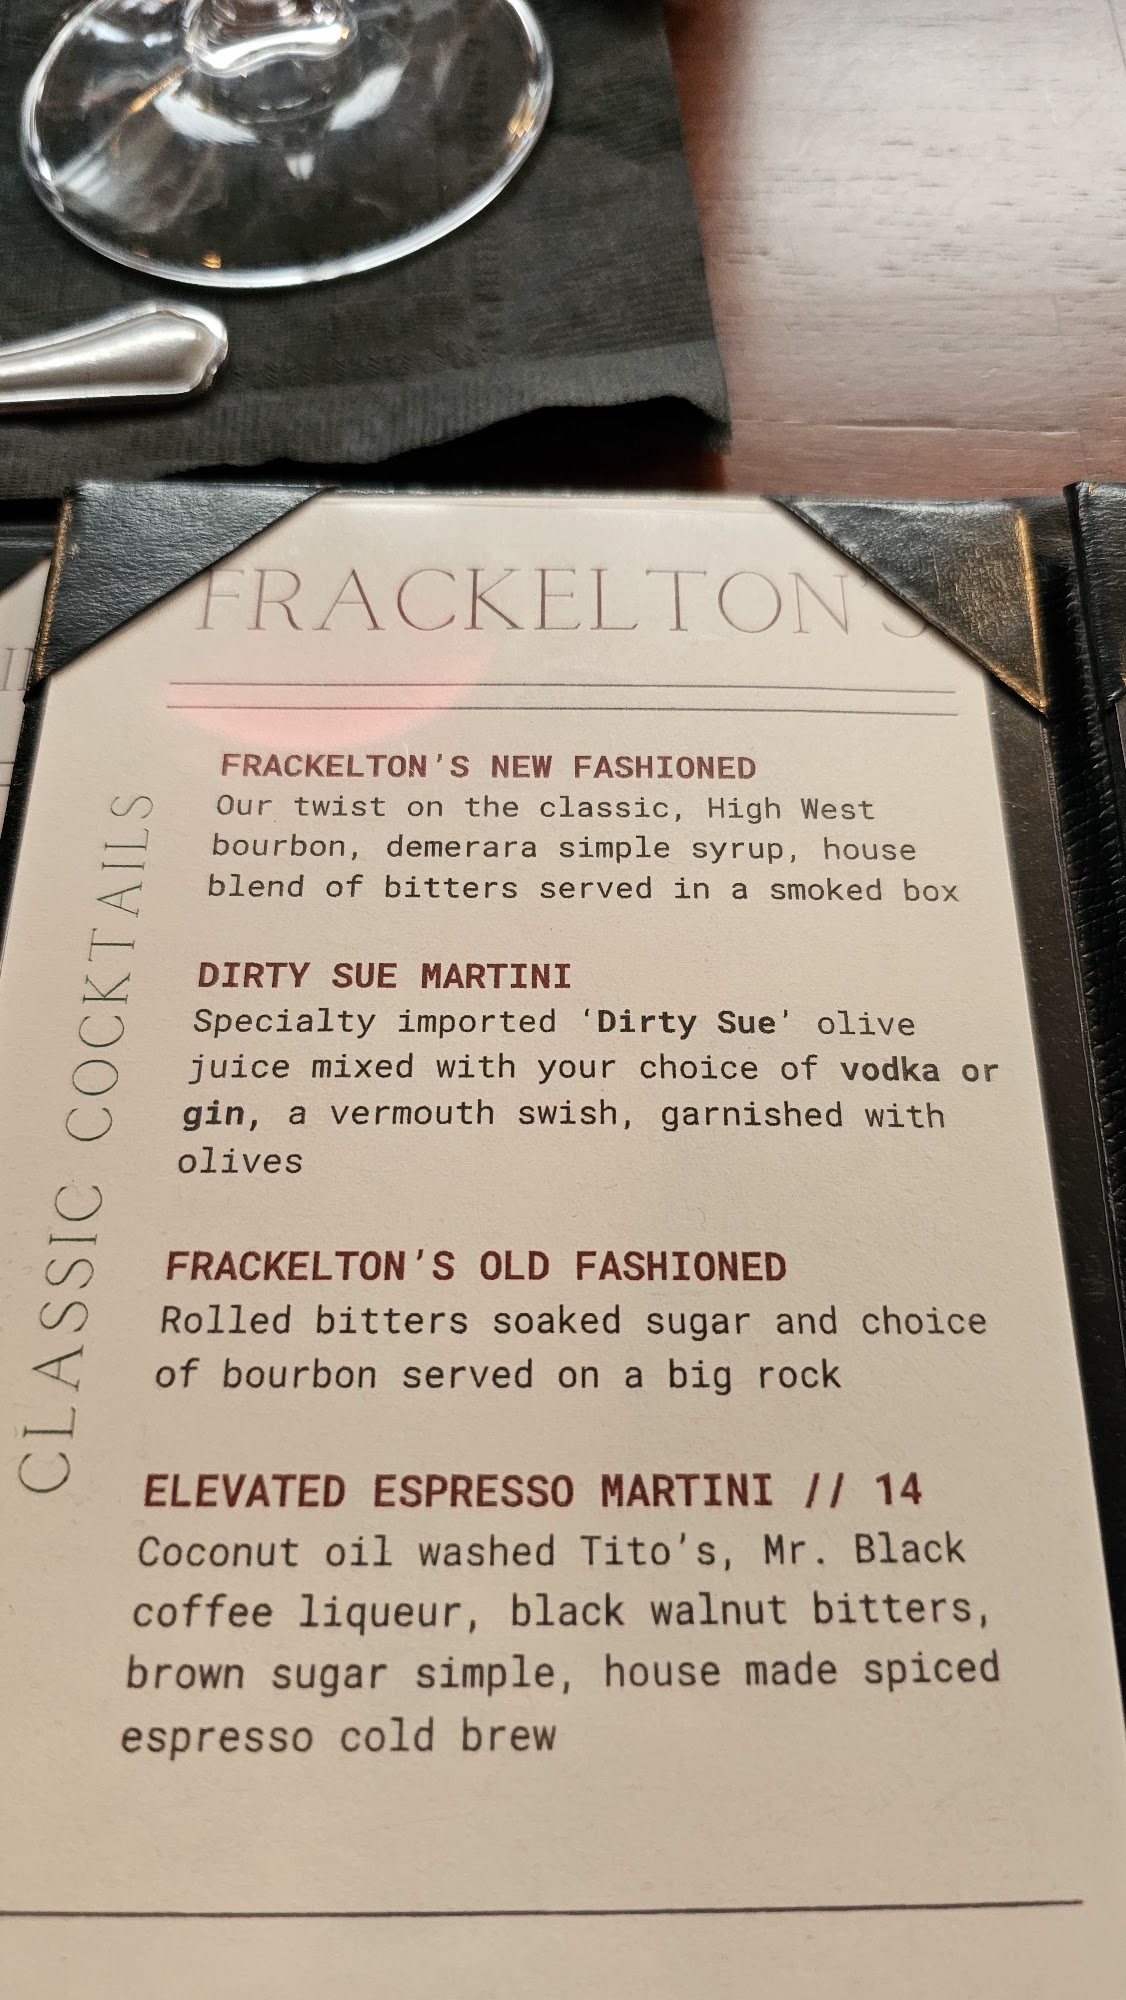 FRACKELTON'S
CLASSIC COCKTAILS
FRACKELTON'S NEW FASHIONED
Our twist on the classic, High West
bourbon, demerara simple syrup, house
blend of bitters served in a smoked box
DIRTY SUE MARTINI
Specialty imported ‘Dirty Sue’ olive
juice mixed with your choice of vodka or
gin, a vermouth swish, garnished with
olives
FRACKELTON'S OLD FASHIONED
Rolled bitters soaked sugar and choice
of bourbon served on a big rock
ELEVATED ESPRESSO MARTINI // 14
Coconut oil washed Tito's, Mr. Black
coffee liqueur, black walnut bitters,
brown sugar simple, house made spiced
espresso cold brew